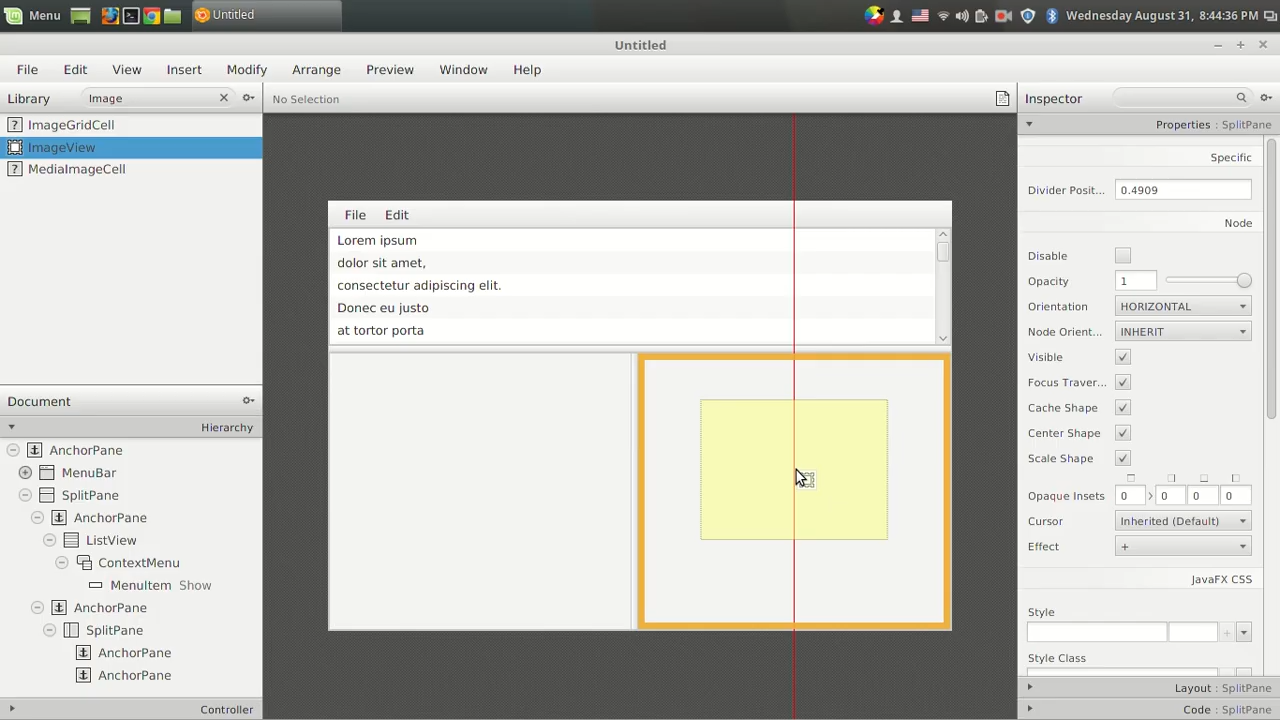 Menu
Untitled
Wednesday August 31, 8:44:36 PM
Untitled
File Edit View Insert Modify Arrange Preview Window Help
Library
Image
No Selection
Inspector
ImageGridCell
ImageView
MediaImageCell
Properties : SplitPane
Specific
Divider Posit... 0.4909
Node
Disable
Opacity 1
Orientation HORIZONTAL
Node Orient... INHERIT
Visible
Focus Traver...
Cache Shape
Center Shape
Scale Shape
Opaque Insets 0 0 0 0
Cursor Inherited (Default)
Effect +
JavaFX CSS
Style
Style Class
Layout : SplitPane
Code : SplitPane
File Edit
Lorem ipsum
dolor sit amet,
consectetur adipiscing elit.
Donec eu justo
at tortor porta
Document
Hierarchy
AnchorPane
MenuBar
SplitPane
AnchorPane
ListView
ContextMenu
MenuItem Show
AnchorPane
SplitPane
AnchorPane
AnchorPane
Controller